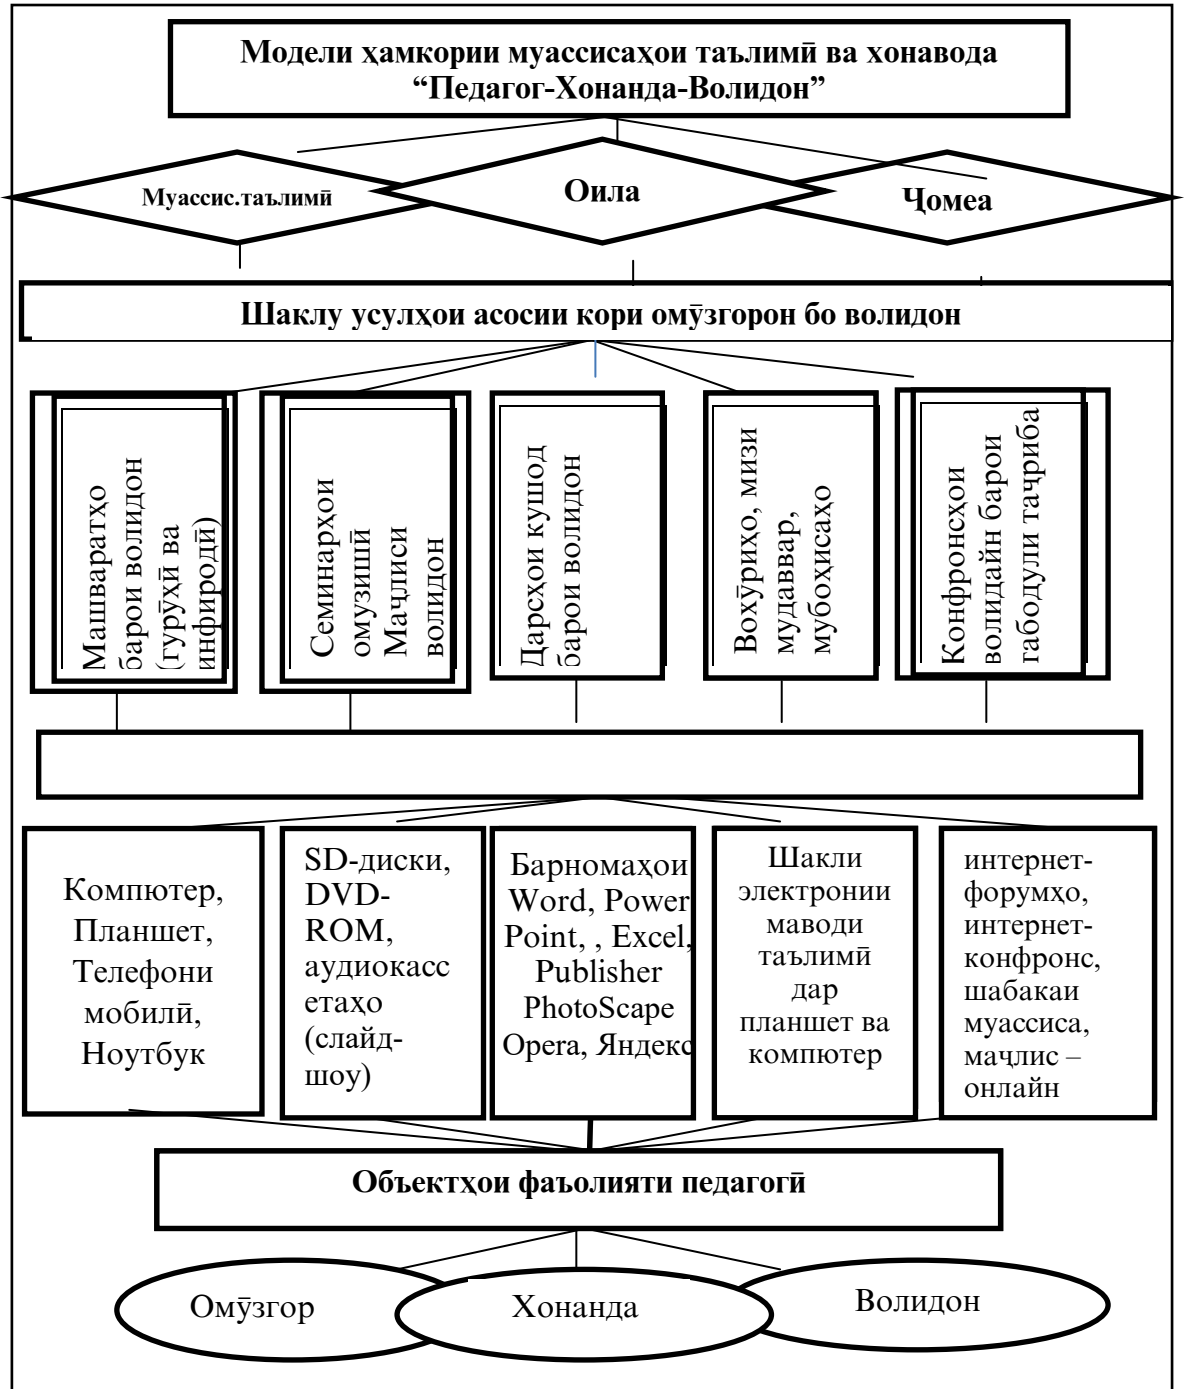 Модели ҳамкории муассисаҳои таълимӣ ва хонавода
“Педагог-Хонанда-Волидон”
Муассис.таълимӣ
Оила
Ҷомеа
Шаклу усулҳои асосии кори омӯзгорон бо волидон
Машваратҳо
барои волидон
(гурӯҳӣ ва
инфиродӣ)
Семинарҳои
омузишӣ
Маҷлиси
волидон
Дарсҳои кушод
барои волидон
Вохӯриҳо, мизи
мудаввар,
мубоҳисаҳо
Конфронсҳои
волидайн барои
табодули таҷриба
Компютер,
Планшет,
Телефони
мобилӣ,
Ноутбук
SD-диски,
DVD-
ROM,
аудиокасс
етаҳо
(слайд-
шоу)
Барномаҳои
Word, Power
Point, , Excel,
Publisher
PhotoScape
Opera, Яндекс
Шакли
электронии
маводи
таълимӣ
дар
планшет ва
компютер
интернет-
форумҳо,
интернет-
конфронс,
шабакаи
муассиса,
маҷлис –
онлайн
Объектҳои фаъолияти педагогӣ
Омӯзгор
Хонанда
Волидон